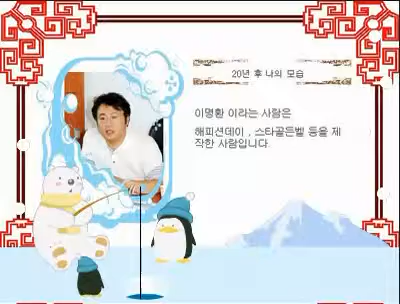 20년 후 나의 모습
이명환 이라는 사람은
해피선데이 , 스타골든벨 등을 제
작한 사람입니다.